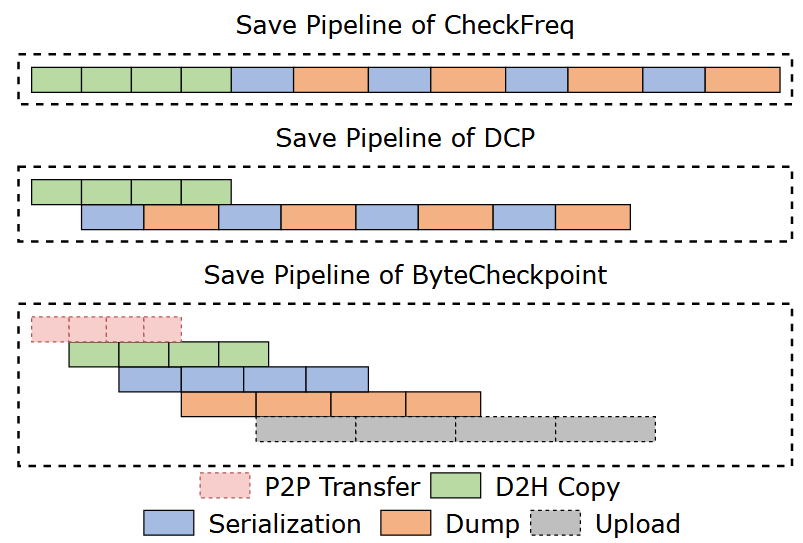 Save Pipeline of CheckFreq
Save Pipeline of DCP
Save Pipeline of ByteCheckpoint
P2P Transfer D2H Copy
Serialization Dump Upload